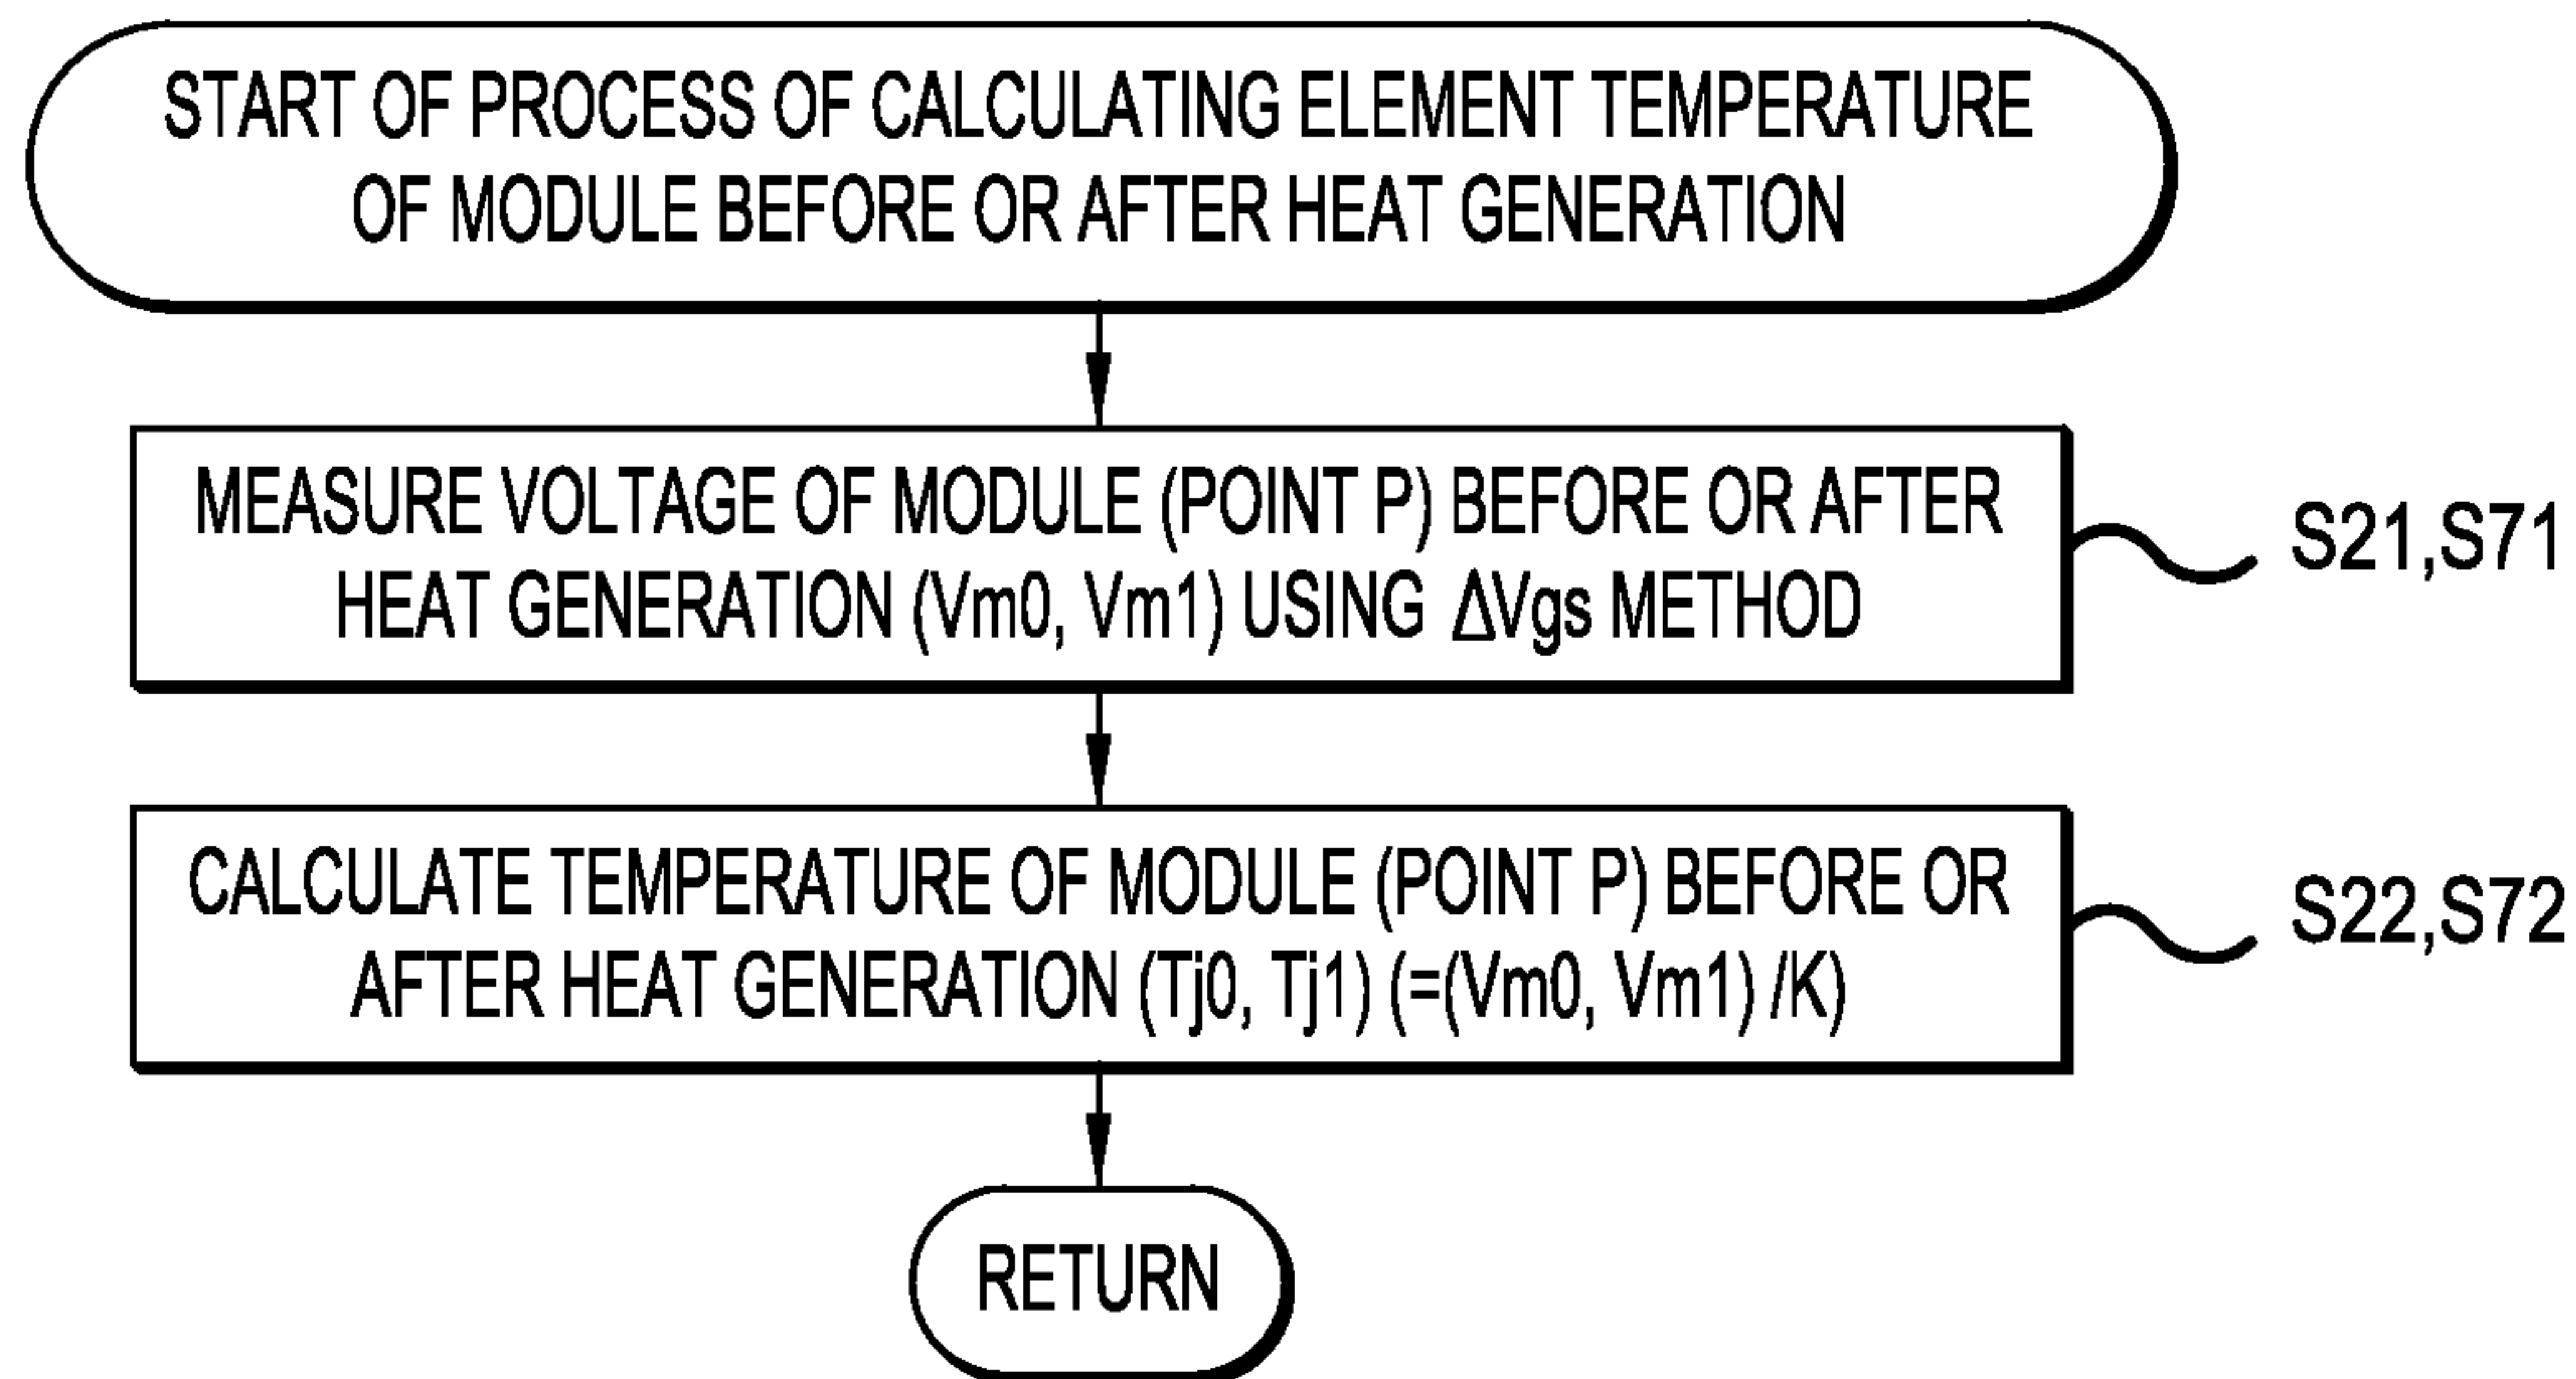 START OF PROCESS OF CALCULATING ELEMENT TEMPERATURE
OF MODULE BEFORE OR AFTER HEAT GENERATION
MEASURE VOLTAGE OF MODULE (POINT P) BEFORE OR AFTER
HEAT GENERATION (Vm0, Vm1) USING ΔVgs METHOD
S21,S71
CALCULATE TEMPERATURE OF MODULE (POINT P) BEFORE OR
AFTER HEAT GENERATION (Tj0, Tj1) (=(Vm0, Vm1) /K)
S22,S72
RETURN